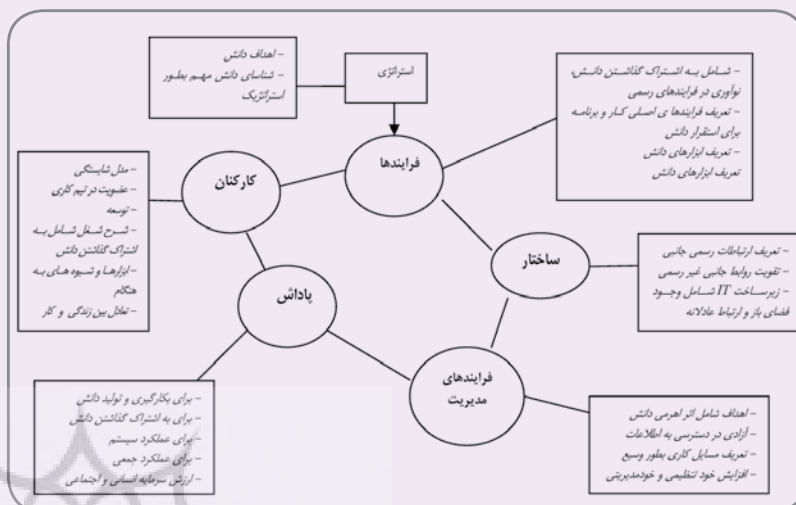 – اهداف دانش
– شناسای دانش مهم بطور
استراتژیک
استراتژی
– شامل به اشتراک گذاشتن دانش،
نوآوری در فرایندهای رسمی
– تعریف فرایندها ی اصلی کار و برنامه
برای استقرار دانش
– تعریف ابزارهای دانش
تعریف ابزارهای دانش
فرایندها
کارکنان
– مدل شایستگی
– عضویت در تیم کاری
– توسعه
– شرح شغل شامل به
اشتراک گذاشتن دانش
– ابزارها و شیوه های به
هنگام
– تعادل بین زندگی و کار
ساختار
– تعریف ارتباطات رسمی جانبی
– تقویت روابط جانبی غیر رسمی
– زیرساخت IT شامل وجود
فضای باز و ارتباط عادلانه
پاداش
فرایندهای
مدیریت
– برای بکارگیری و تولید دانش
– برای به اشتراک گذاشتن دانش
– برای عملکرد سیستم
– برای عملکرد جمعی
– ارزش سرمایه انسانی و اجتماعی
– اهداف شامل اثر اهرمی دانش
– آزادی در دسترسی به اطلاعات
– تعریف مسایل کاری بطور وسیع
– افزایش خود تنظیمی و خودمدیریتی